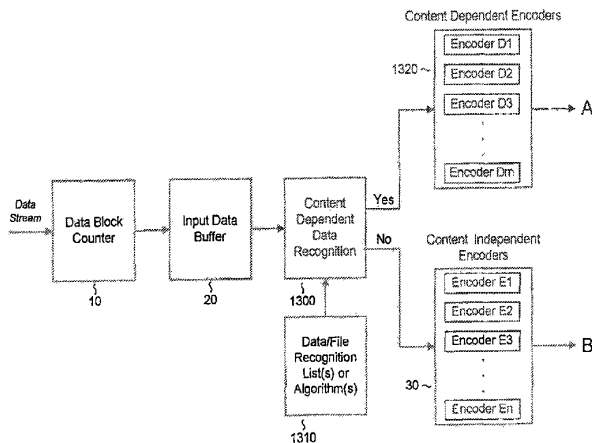 Content Dependent Encoders
Encoder D1
Encoder D2
Encoder D3
Encoder Dm
1320
A
Data
Stream
Data Block
Counter
10
Input Data
Buffer
20
Content
Dependent
Data
Recognition
1300
Yes
No
Data/File
Recognition
List(s) or
Algorithm(s)
1310
Content Independent
Encoders
Encoder E1
Encoder E2
Encoder E3
Encoder En
30
B